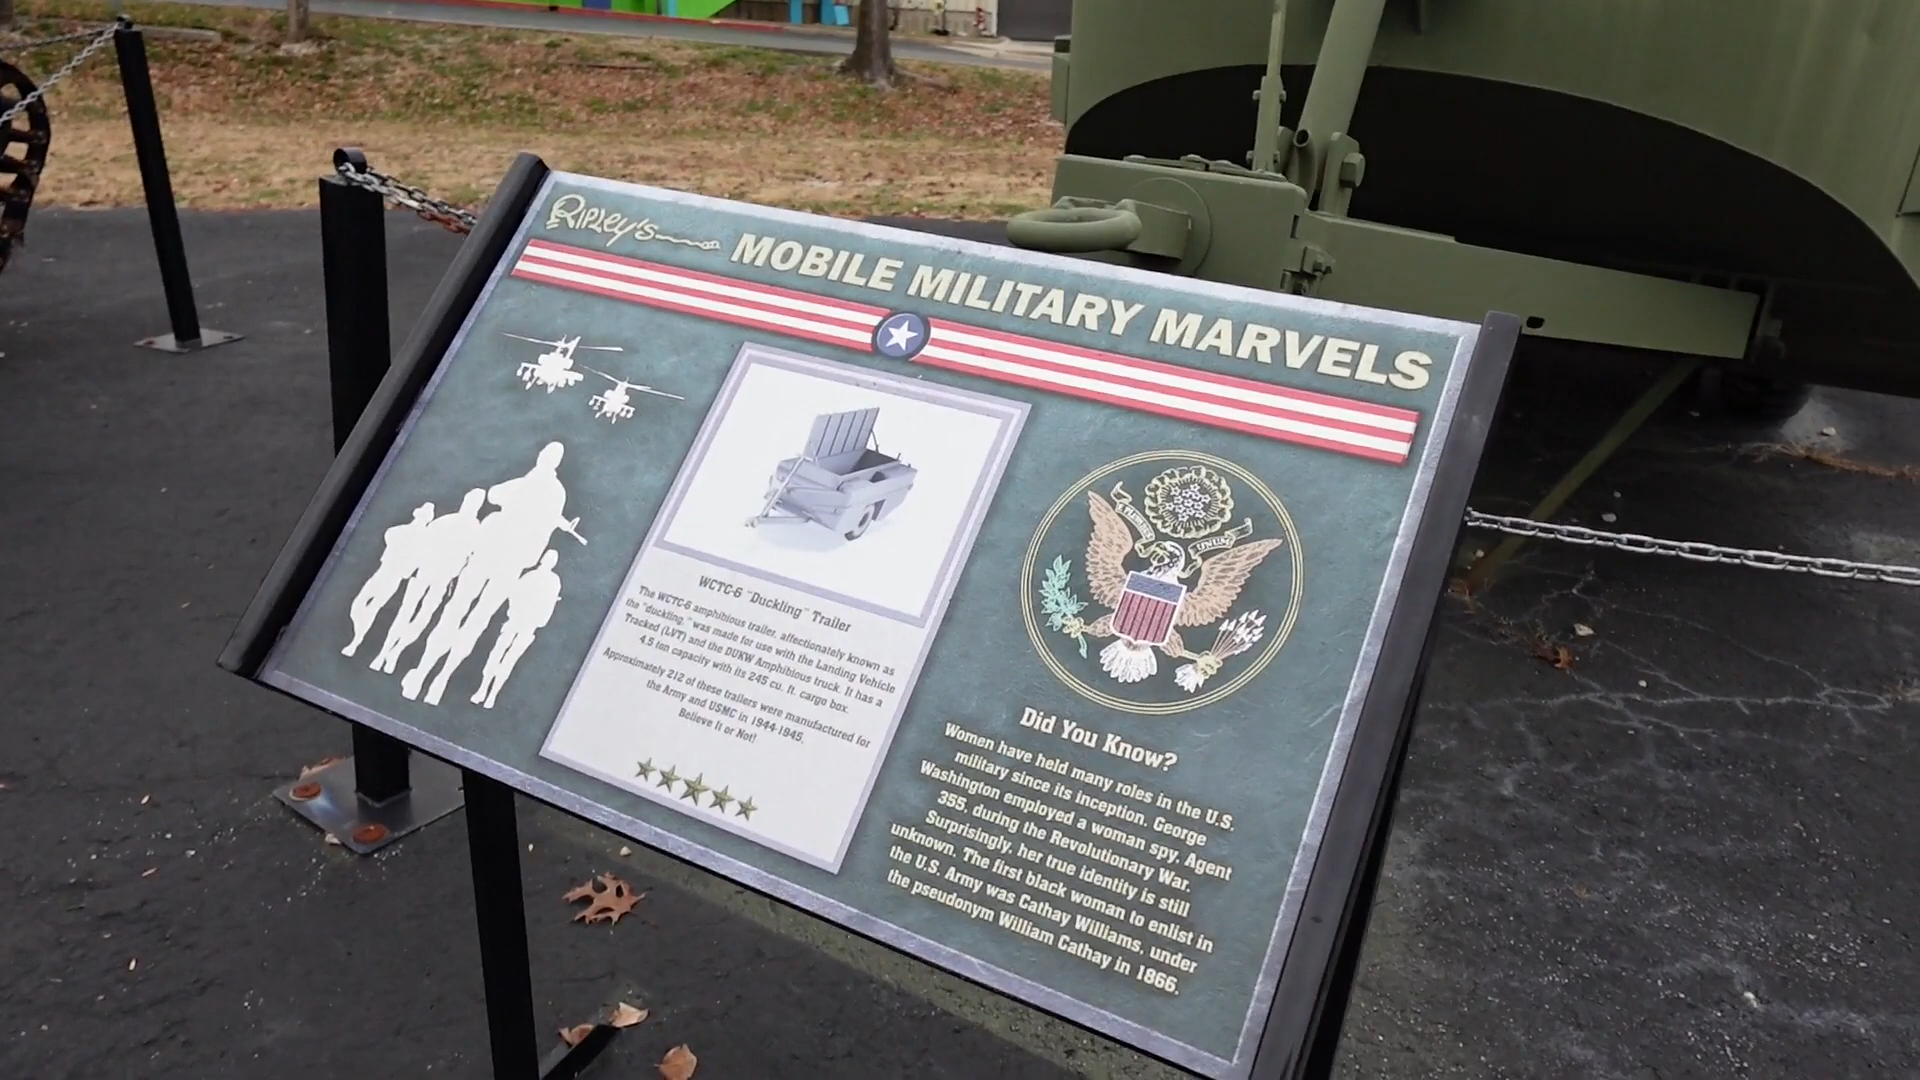 Ripley's
MOBILE MILITARY MARVELS
WCTC-6 "Duckling" Trailer
The WCTC-6 amphibious trailer, affectionately known as
the "duckling," was made for use with the Landing Vehicle
Tracked (LVT) and the DUKW Amphibious truck. It has a
4.5 ton capacity with its 245 cu. ft. cargo box.
Approximately 212 of these trailers were manufactured for
the Army and USMC in 1944-1945.
Believe It or Not!
E PLURIBUS UNUM
Did You Know?
Women have held many roles in the U.S.
military since its inception. George
Washington employed a woman spy, Agent
355, during the Revolutionary War.
Surprisingly, her true identity is still
unknown. The first black woman to enlist in
the U.S. Army was Cathay Williams, under
the pseudonym William Cathay in 1866.